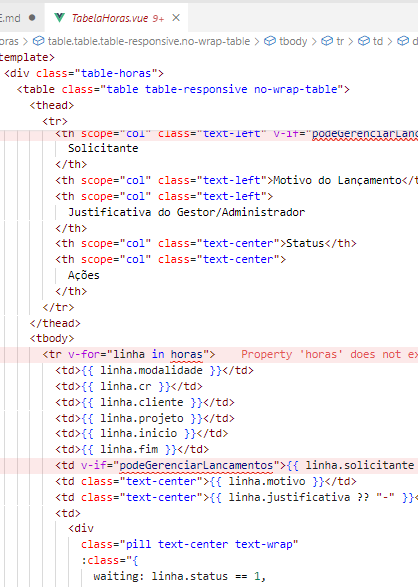 E.md ● TabelaHoras.vue 9+ ×
oras > table.table.table-responsive.no-wrap-table > tbody > tr > td > d
template>
<div class="table-horas">
<table class="table table-responsive no-wrap-table">
<thead>
<tr>
<th scope="col" class="text-left" v-if="podeGerenciarLanc
Solicitante
</th>
<th scope="col" class="text-left">Motivo do Lançamento</t
<th scope="col" class="text-left">
Justificativa do Gestor/Administrador
</th>
<th scope="col" class="text-center">Status</th>
<th scope="col" class="text-center">
Ações
</th>
</tr>
</thead>
<tbody>
<tr v-for="linha in horas"> Property 'horas' does not ex
<td>{{ linha.modalidade }}</td>
<td>{{ linha.cr }}</td>
<td>{{ linha.cliente }}</td>
<td>{{ linha.projeto }}</td>
<td>{{ linha.inicio }}</td>
<td>{{ linha.fim }}</td>
<td v-if="podeGerenciarLancamentos">{{ linha.solicitante
<td class="text-center">{{ linha.motivo }}</td>
<td class="text-center">{{ linha.justificativa ?? "-" }}<
<td>
<div
class="pill text-center text-wrap"
:class="{
waiting: linha.status == 1,